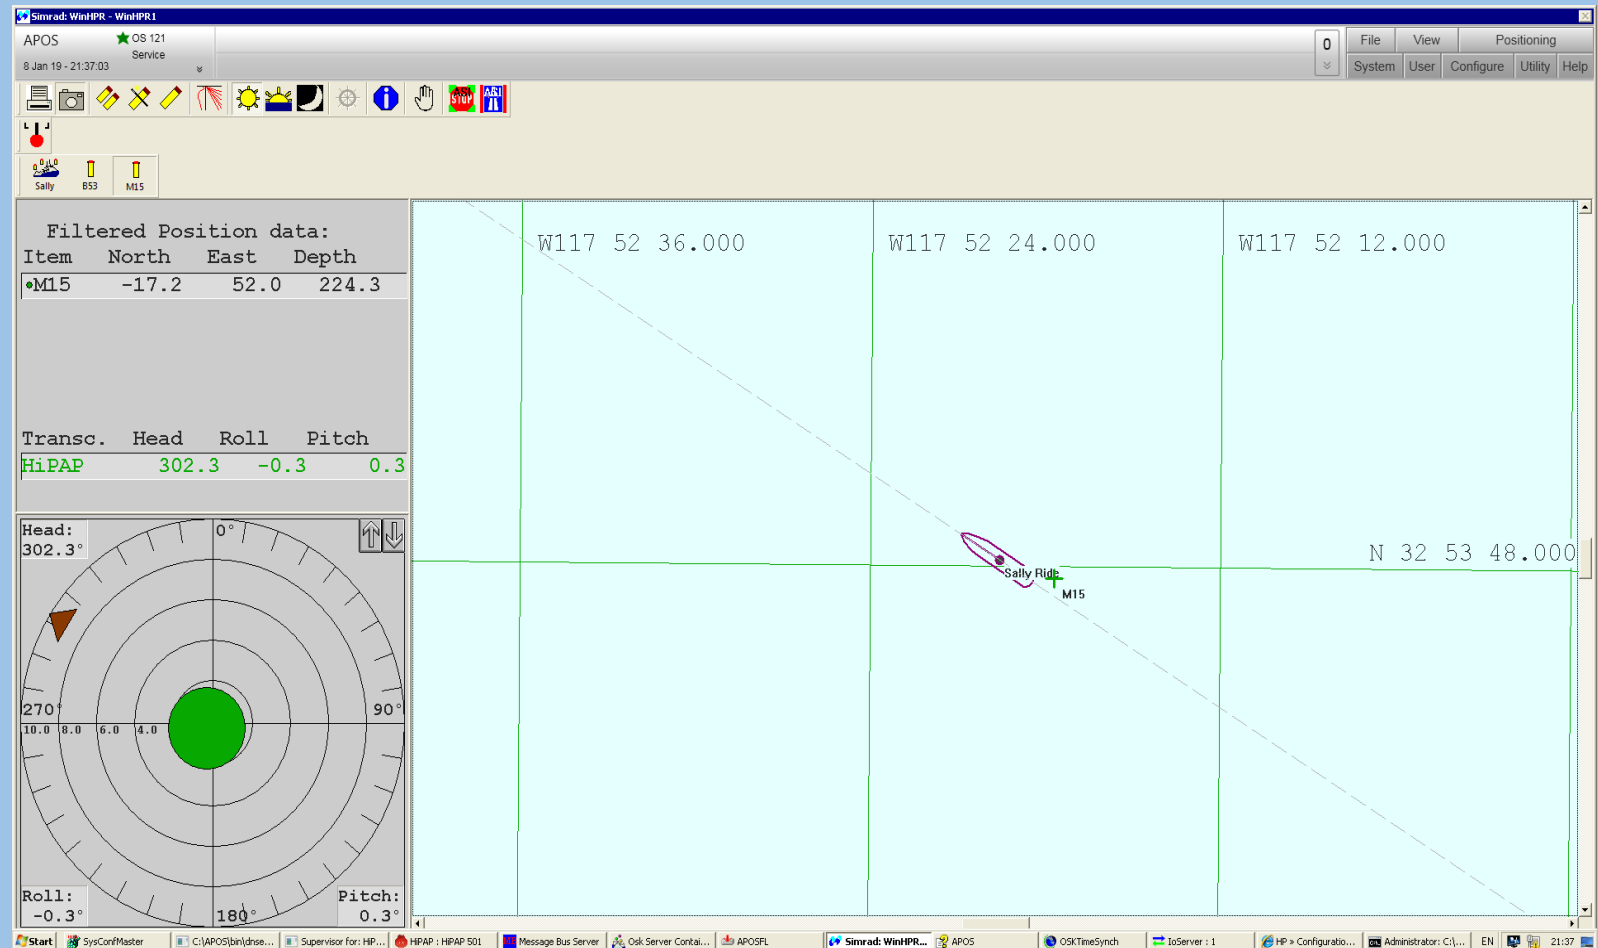 Simrad: WinHPR - WinHPR1
APOS
OS 121
Service
8 Jan 19 - 21:37:03
0
File View Positioning
System User Configure Utility Help
STOP
Sally B53 M15
Filtered Position data:
Item North East Depth
M15 -17.2 52.0 224.3
Transc. Head Roll Pitch
HiPAP 302.3 -0.3 0.3
Head:
302.3°
0°
270°
90°
10.0 8.0 6.0 4.0
Roll:
-0.3°
180°
Pitch:
0.3°
W117 52 36.000
W117 52 24.000
W117 52 12.000
N 32 53 48.000
Sally Ride
M15
Start SysConfMaster C:\APOS\bin\dnse... Supervisor for: HiP... HiPAP : HiPAP 501 Message Bus Server Osk Server Contai... APOSFL Simrad: WinHPR... APOS OSKTimeSynch IoServer : 1 HP » Configuratio... Administrator: C:\... EN 21:37